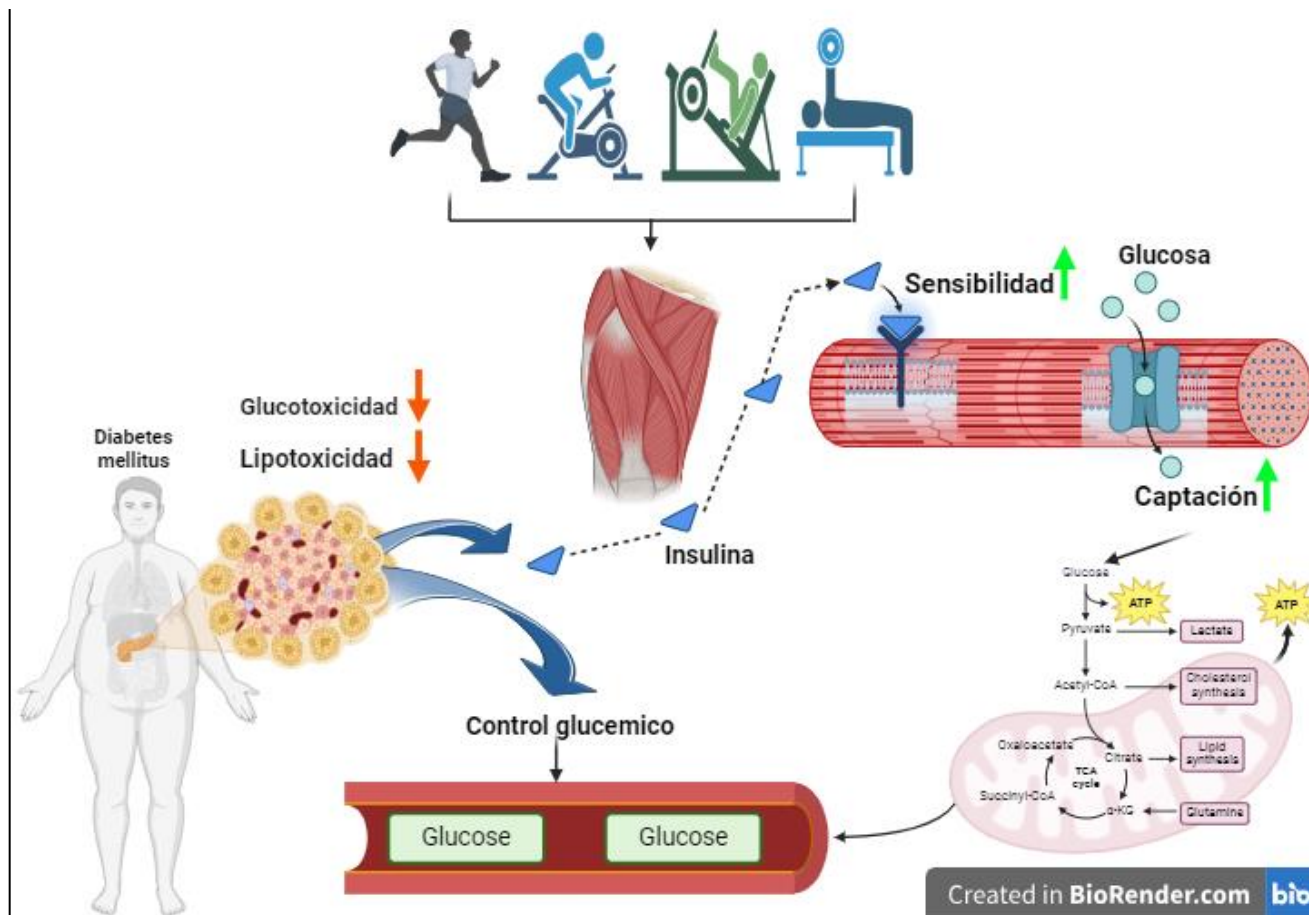 Glucosa
Sensibilidad
Glucotoxicidad
Lipotoxicidad
Diabetes
mellitus
Captación
Insulina
Glucose
ATP
ATP
Pyruvate
Lactate
Acetyl-CoA
Cholesterol
synthesis
Control glucemico
Oxaloacetate
Citrate
Lipid
synthesis
TCA
cycle
Succinyl-CoA
α-KG
Glutamine
Glucose
Glucose
Created in BioRender.com
bio